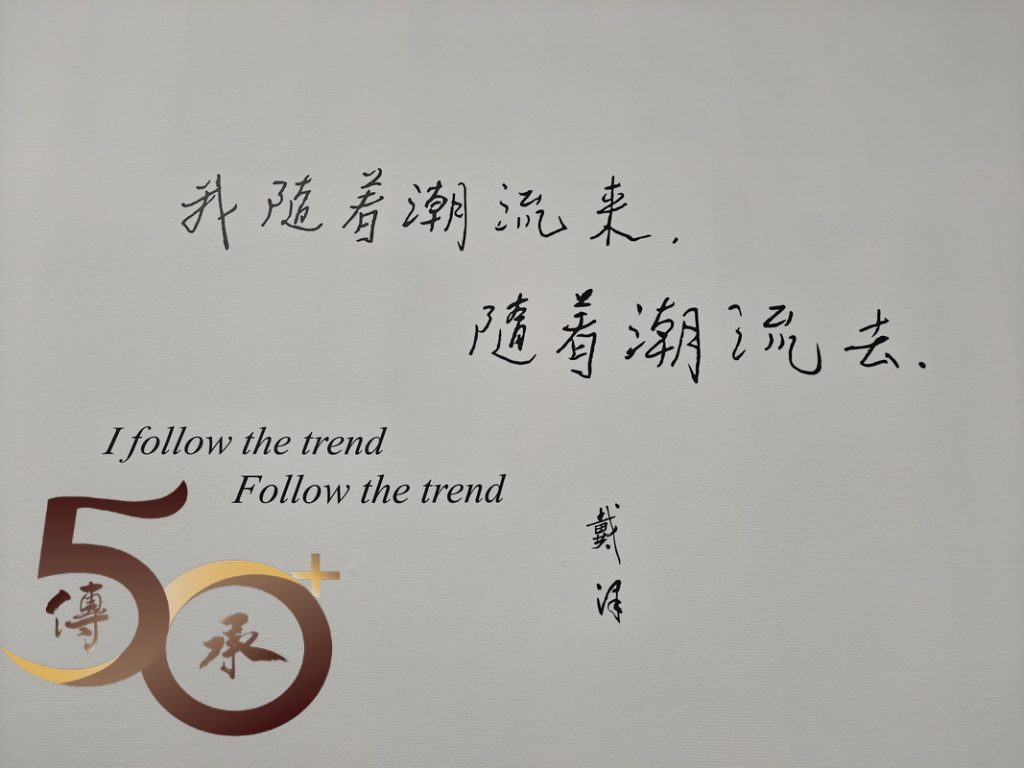 我随着潮流来.
随着潮流去.
I follow the trend
Follow the trend
戴
泽
50+
傳
承